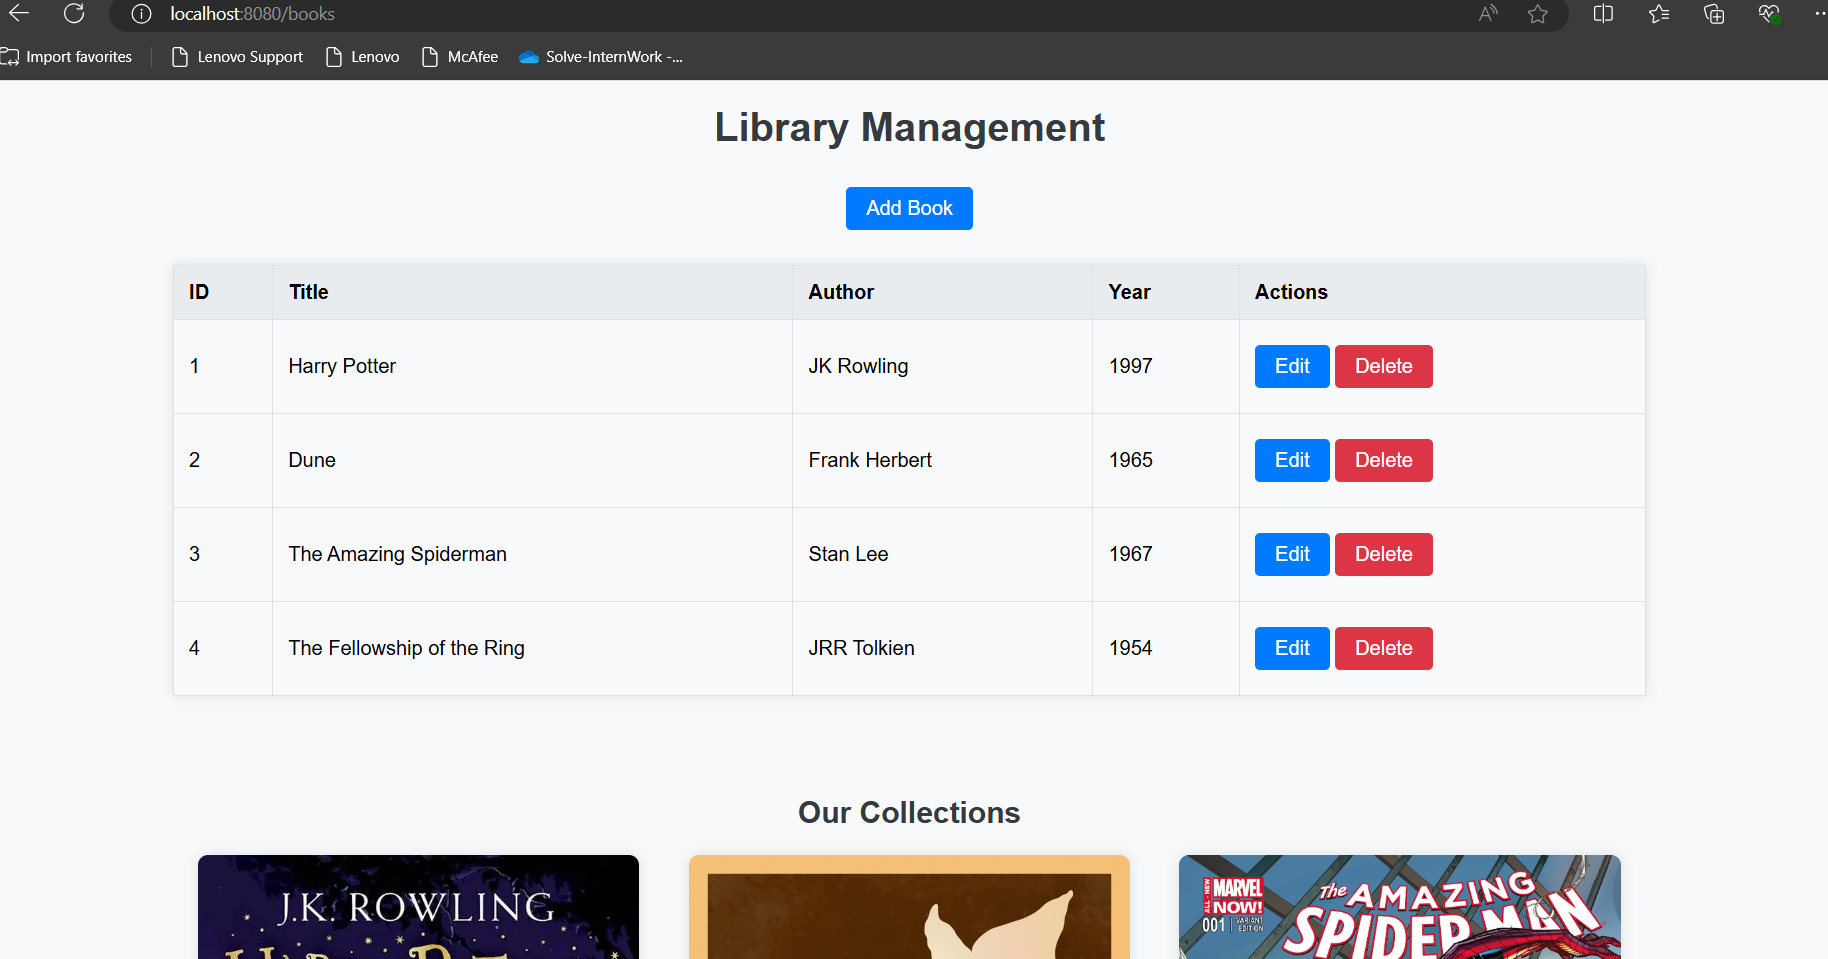 localhost:8080/books
Import favorites
Lenovo Support
Lenovo
McAfee
Solve-InternWork -...
Library Management
Add Book
ID Title Author Year Actions
1 Harry Potter JK Rowling 1997 Edit Delete
2 Dune Frank Herbert 1965 Edit Delete
3 The Amazing Spiderman Stan Lee 1967 Edit Delete
4 The Fellowship of the Ring JRR Tolkien 1954 Edit Delete
Our Collections
J.K. ROWLING
ALL-NEW MARVEL NOW!
001 VARIANT EDITION
The AMAZING
SPIDER-MAN